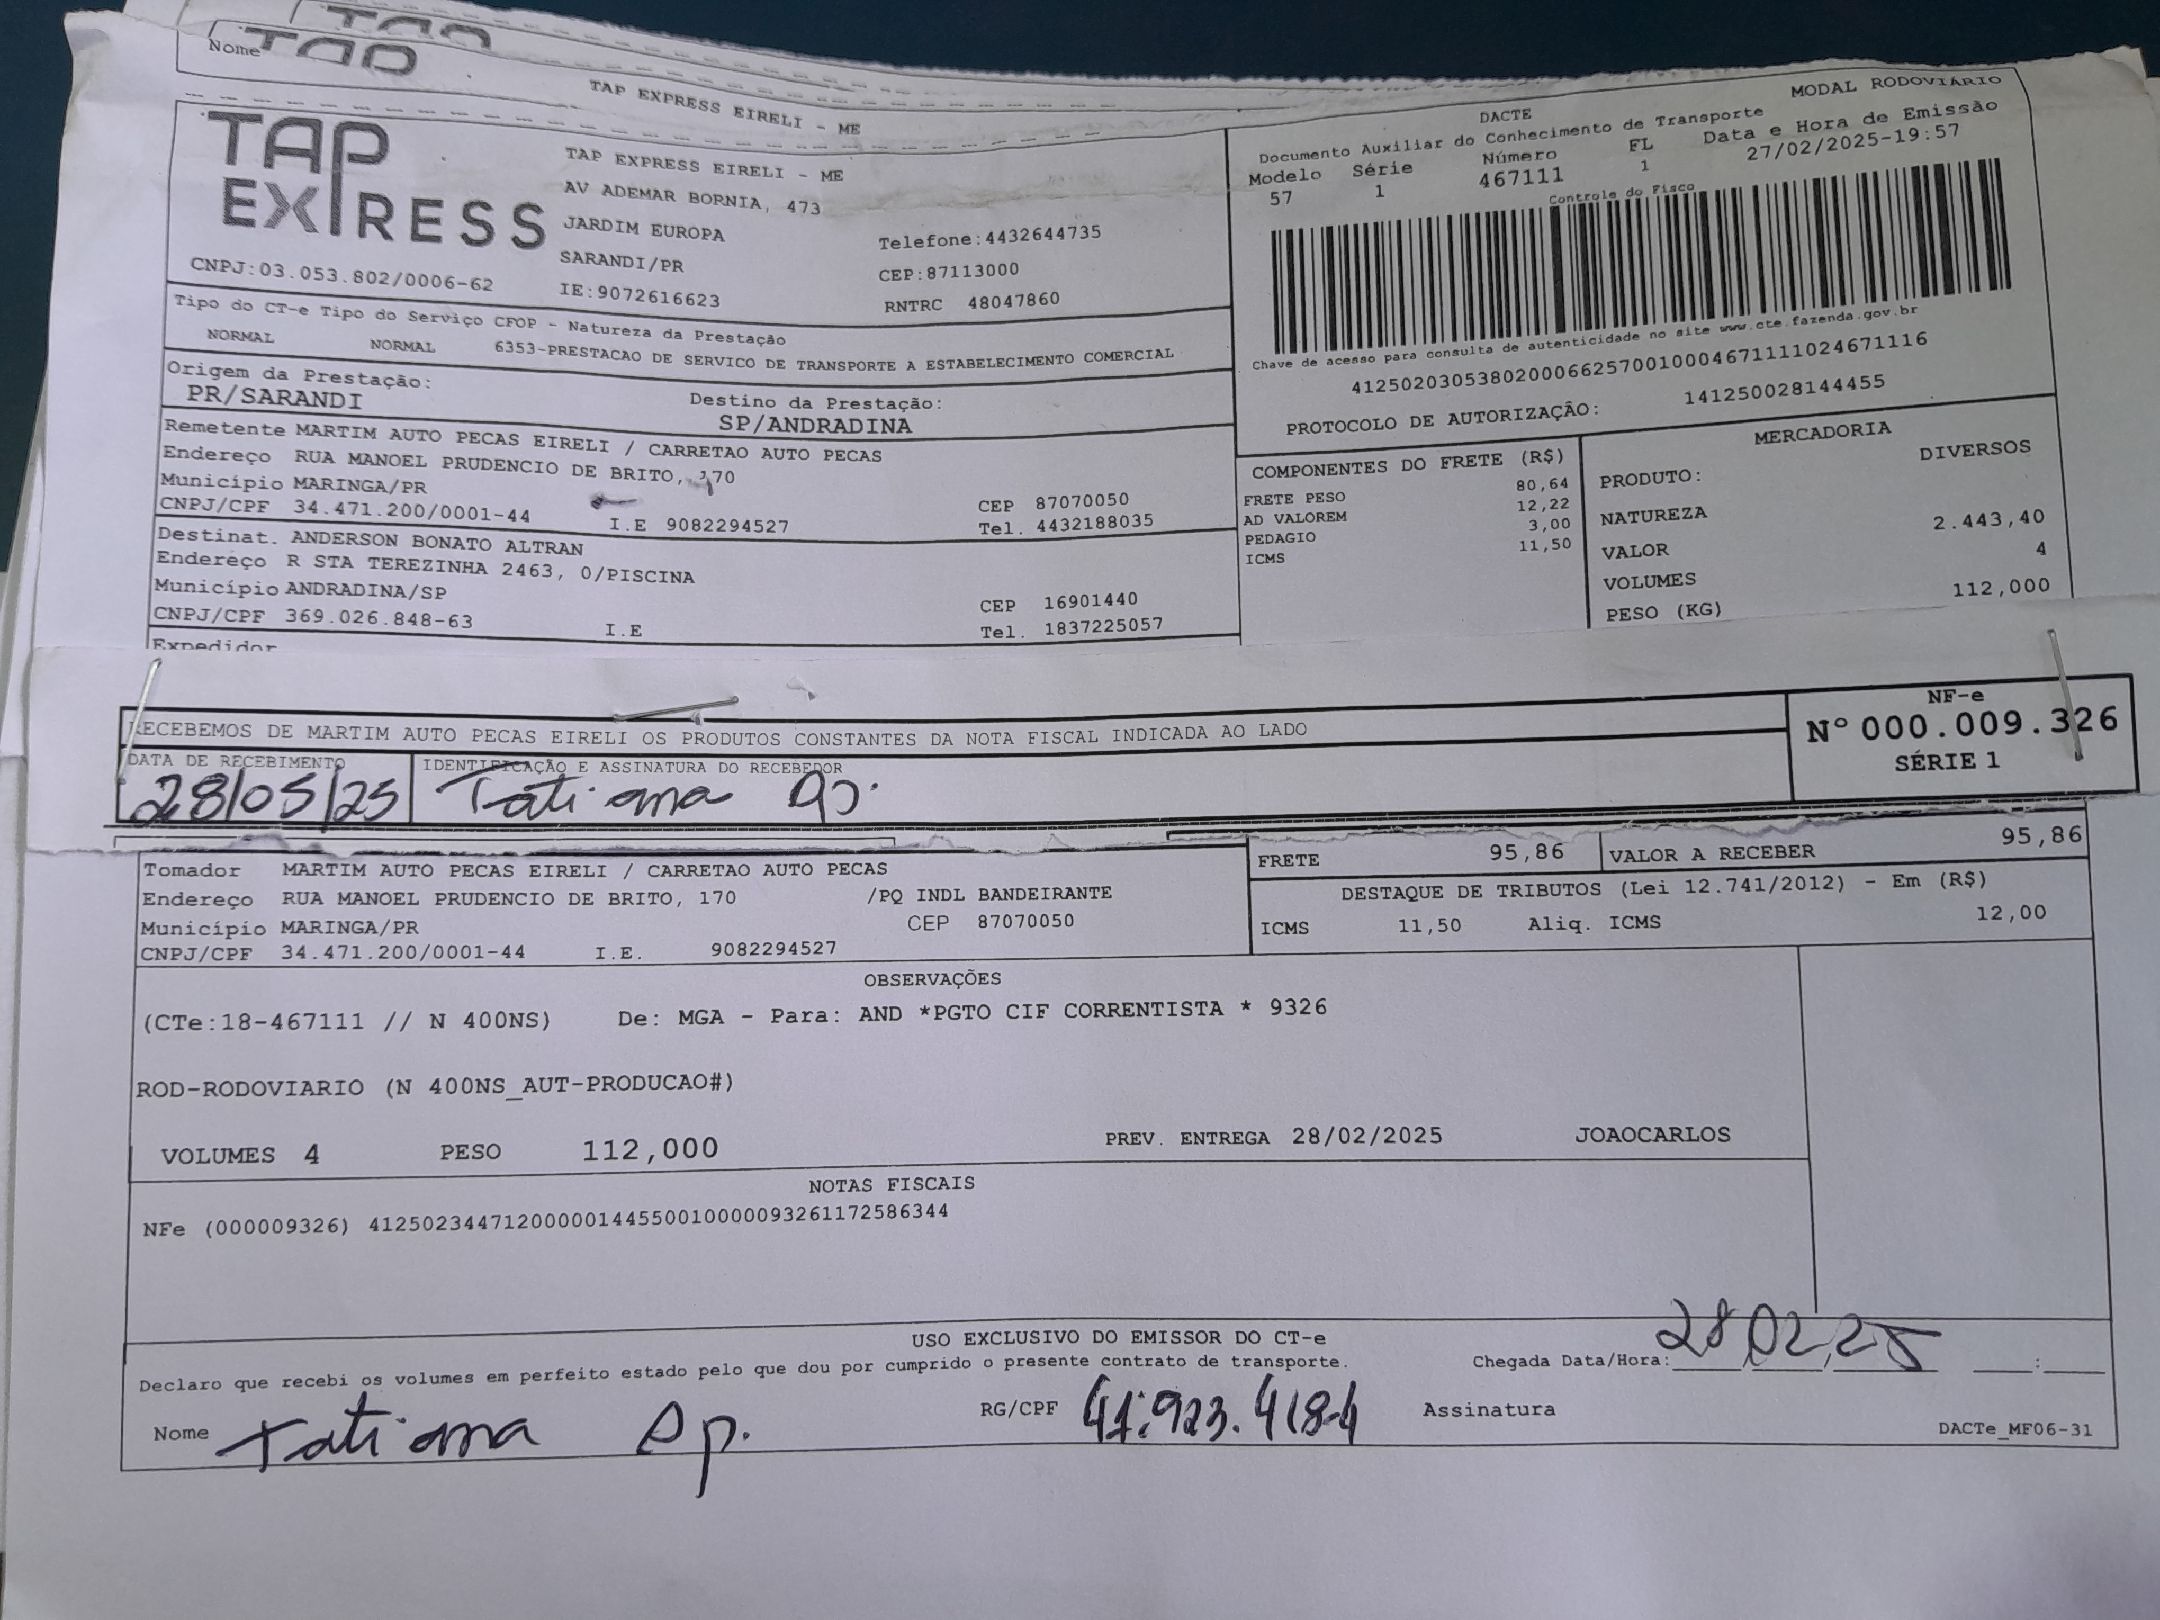 TAP
Nome TAP
TAP EXPRESS EIRELI - ME
MODAL RODOVIÁRIO
TAP EXPRESS
TAP EXPRESS EIRELI - ME
AV ADEMAR BORNIA, 473
JARDIM EUROPA Telefone:4432644735
SARANDI/PR CEP:87113000
CNPJ:03.053.802/0006-62 IE:9072616623 RNTRC 48047860
DACTE
Documento Auxiliar do Conhecimento de Transporte
Modelo Série Número FL Data e Hora de Emissão
57 1 467111 1 27/02/2025-19:57
Controle do Fisco
Chave de acesso para consulta de autenticidade no site www.cte.fazenda.gov.br
41250203053802000662570010004671111024671116
PROTOCOLO DE AUTORIZAÇÃO: 141250028144455
Tipo do CT-e Tipo do Serviço CFOP - Natureza da Prestação
NORMAL NORMAL 6353-PRESTACAO DE SERVICO DE TRANSPORTE A ESTABELECIMENTO COMERCIAL
Origem da Prestação: Destino da Prestação:
PR/SARANDI SP/ANDRADINA
Remetente MARTIM AUTO PECAS EIRELI / CARRETAO AUTO PECAS
Endereço RUA MANOEL PRUDENCIO DE BRITO, 170
Município MARINGA/PR CEP 87070050
CNPJ/CPF 34.471.200/0001-44 I.E 9082294527 Tel. 4432188035
Destinat. ANDERSON BONATO ALTRAN
Endereço R STA TEREZINHA 2463, 0/PISCINA
Município ANDRADINA/SP CEP 16901440
CNPJ/CPF 369.026.848-63 I.E Tel. 1837225057
Expedidor
COMPONENTES DO FRETE (R$)
FRETE PESO 80,64
AD VALOREM 12,22
PEDAGIO 3,00
ICMS 11,50
MERCADORIA
PRODUTO: DIVERSOS
NATUREZA
VALOR 2.443,40
VOLUMES 4
PESO (KG) 112,000
RECEBEMOS DE MARTIM AUTO PECAS EIRELI OS PRODUTOS CONSTANTES DA NOTA FISCAL INDICADA AO LADO
DATA DE RECEBIMENTO IDENTIFICAÇÃO E ASSINATURA DO RECEBEDOR
28/05/25 Tatiana Ap.
NF-e
Nº 000.009.326
SÉRIE 1
Tomador MARTIM AUTO PECAS EIRELI / CARRETAO AUTO PECAS
Endereço RUA MANOEL PRUDENCIO DE BRITO, 170 /PQ INDL BANDEIRANTE
Município MARINGA/PR CEP 87070050
CNPJ/CPF 34.471.200/0001-44 I.E. 9082294527
FRETE 95,86 VALOR A RECEBER 95,86
DESTAQUE DE TRIBUTOS (Lei 12.741/2012) - Em (R$)
ICMS 11,50 Aliq. ICMS 12,00
OBSERVAÇÕES
(CTe:18-467111 // N 400NS) De: MGA - Para: AND *PGTO CIF CORRENTISTA * 9326
ROD-RODOVIARIO (N 400NS_AUT-PRODUCAO#)
VOLUMES 4 PESO 112,000 PREV. ENTREGA 28/02/2025 JOAOCARLOS
NOTAS FISCAIS
NFe (000009326) 41250234471200000144550010000093261172586344
USO EXCLUSIVO DO EMISSOR DO CT-e
Declaro que recebi os volumes em perfeito estado pelo que dou por cumprido o presente contrato de transporte. Chegada Data/Hora: 28/02/25 :
Nome Tatiana Ap. RG/CPF 41.923.418-4 Assinatura
DACTe_MF06-31